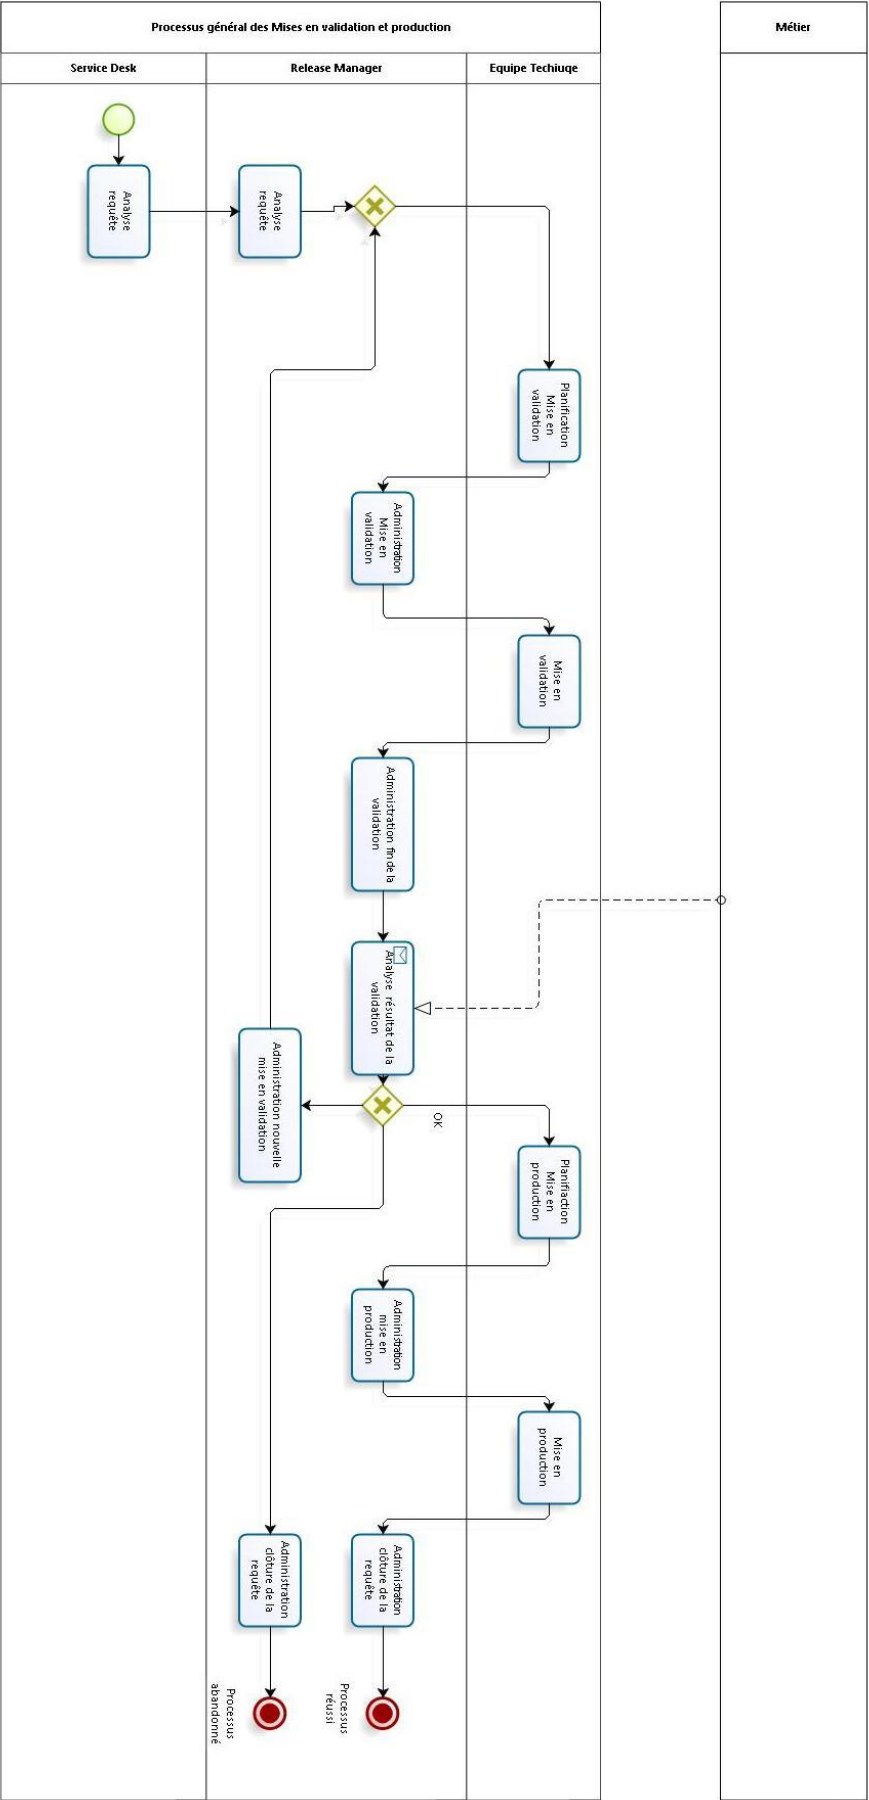 Processus général des Mises en validation et production
Métier
Service Desk
Release Manager
Equipe Techiuqe
Analyse
requête
Analyse
requête
Planification
Mise en
validation
Administration
Mise en
validation
Mise en
validation
Administration fin de la
validation
Analyse résultat de la
validation
Administration nouvelle
mise en validation
OK
Planifiaction
Mise en
production
Administration
mise en
production
Mise en
production
Administration
clôture de la
requête
Administration
clôture de la
requête
Processus
abandonné
Processus
réussi